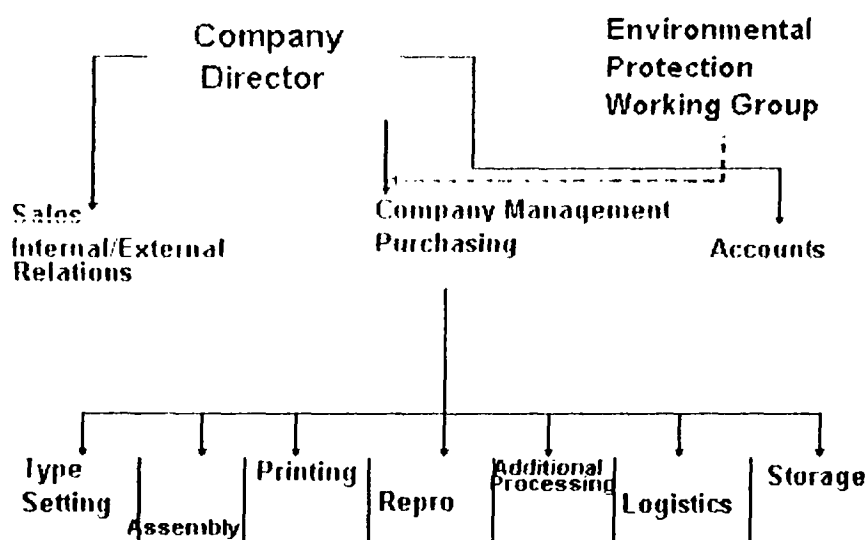 Company
Director
Environmental
Protection
Working Group
Sales
Internal/External
Relations
Company Management
Purchasing
Accounts
Type
Setting
Assembly
Printing
Repro
Additional
Processing
Logistics
Storage